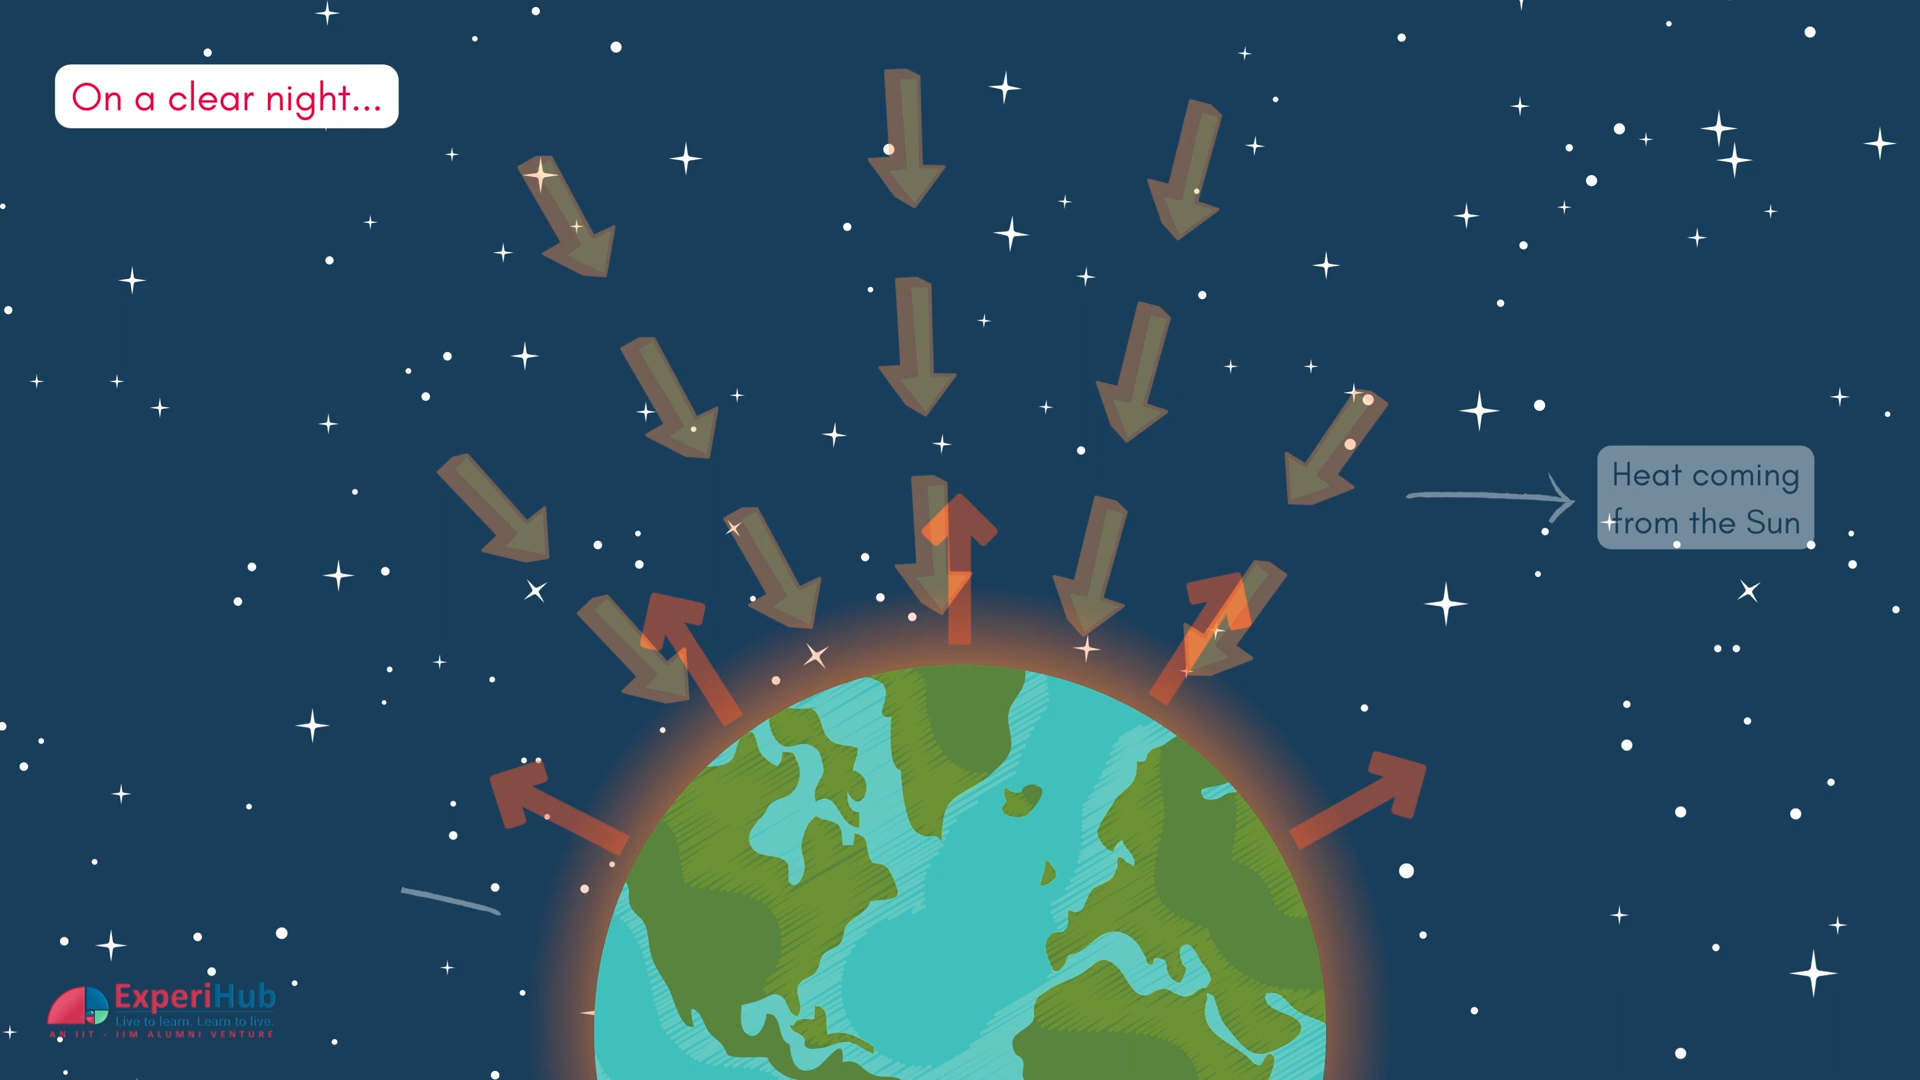 On a clear night...
Heat coming
from the Sun
ExperiHub
Live to learn. Learn to live.
AN IIT - IIM ALUMNI VENTURE